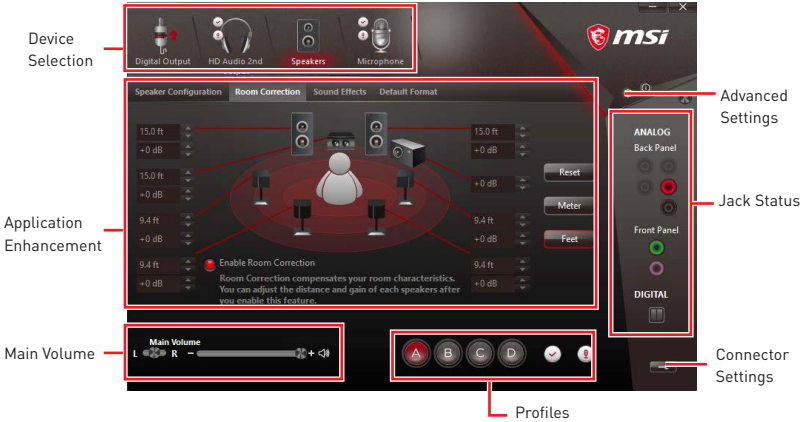 Device
Selection
Digital Output
HD Audio 2nd
Speakers
Microphone
msi
Speaker Configuration
Room Correction
Sound Effects
Default Format
Advanced
Settings
15.0 ft
+0 dB
15.0 ft
+0 dB
9.4 ft
+0 dB
9.4 ft
+0 dB
15.0 ft
+0 dB
+0 dB
9.4 ft
+0 dB
9.4 ft
+0 dB
Reset
Meter
Feet
Application
Enhancement
Enable Room Correction
Room Correction compensates your room characteristics.
You can adjust the distance and gain of each speakers after
you enable this feature.
ANALOG
Back Panel
Front Panel
DIGITAL
Jack Status
Main Volume
Main Volume
L R - +
A B C D
Connector
Settings
Profiles